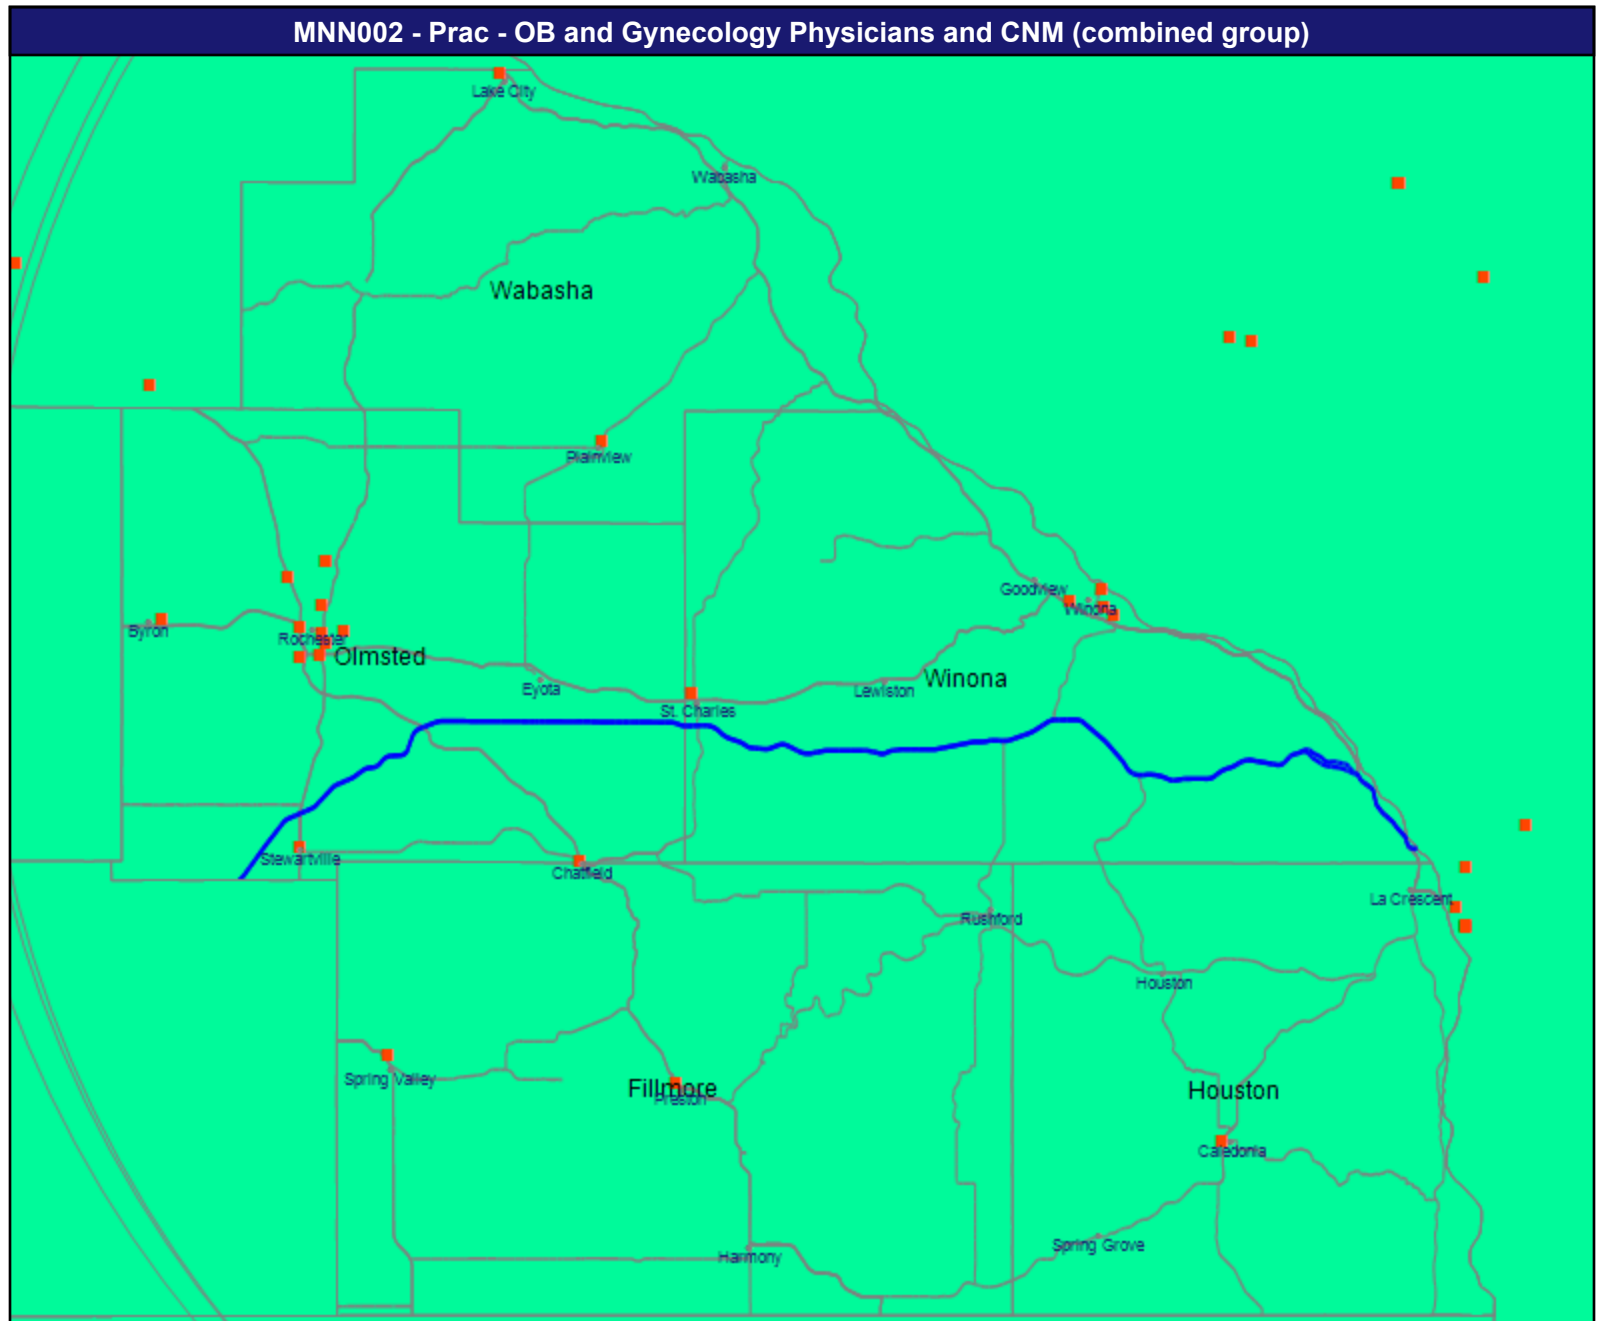 MNN002 - Prac - OB and Gynecology Physicians and CNM (combined group)
Lake City
Wabasha
Wabasha
Plainview
Goodview
Winona
Byron
Rochester
Olmsted
Eyota
Lewiston
Winona
St. Charles
Stewartville
Chatfield
La Crescent
Rushford
Houston
Spring Valley
Fillmore
Preston
Houston
Caledonia
Spring Grove
Harmony